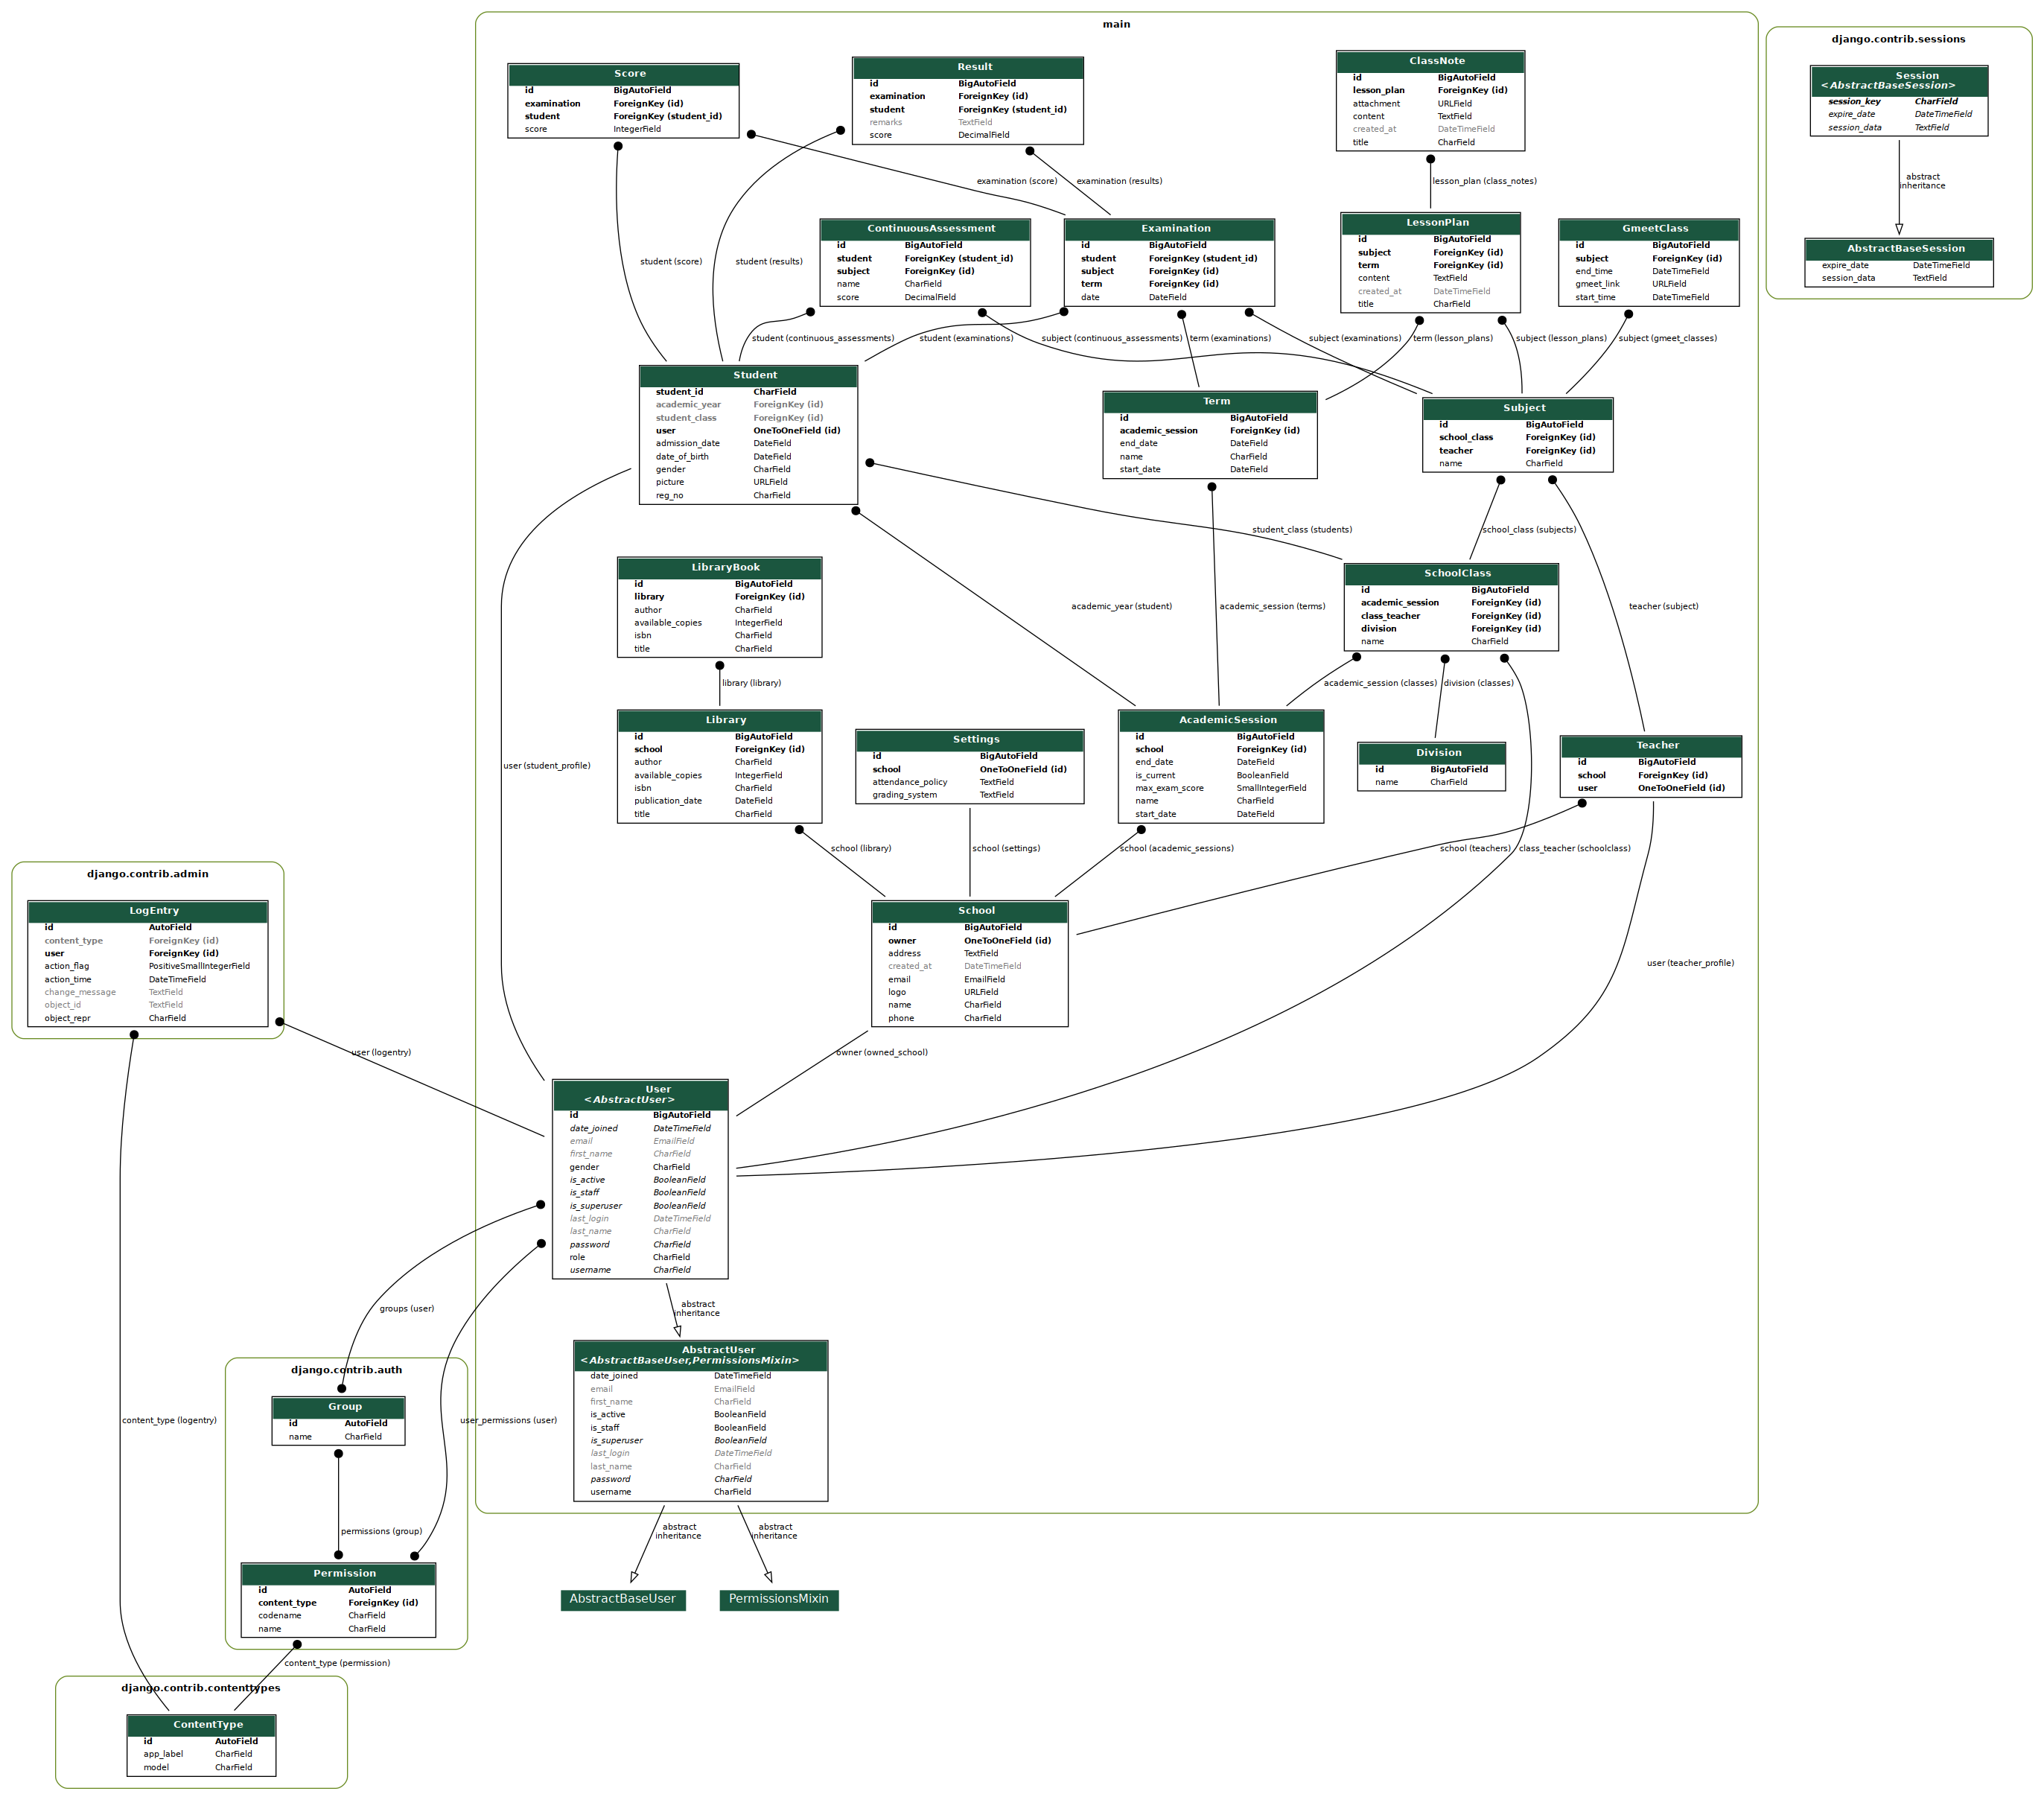 main
Score
id BigAutoField
examination ForeignKey (id)
student ForeignKey (student_id)
score IntegerField
Result
id BigAutoField
examination ForeignKey (id)
student ForeignKey (student_id)
remarks TextField
score DecimalField
ClassNote
id BigAutoField
lesson_plan ForeignKey (id)
attachment URLField
content TextField
created_at DateTimeField
title CharField
django.contrib.sessions
Session
<AbstractBaseSession>
session_key CharField
expire_date DateTimeField
session_data TextField
abstract
inheritance
AbstractBaseSession
expire_date DateTimeField
session_data TextField
examination (score)
examination (results)
lesson_plan (class_notes)
student (score)
student (results)
ContinuousAssessment
id BigAutoField
student ForeignKey (student_id)
subject ForeignKey (id)
name CharField
score DecimalField
Examination
id BigAutoField
student ForeignKey (student_id)
subject ForeignKey (id)
term ForeignKey (id)
date DateField
LessonPlan
id BigAutoField
subject ForeignKey (id)
term ForeignKey (id)
content TextField
created_at DateTimeField
title CharField
GmeetClass
id BigAutoField
subject ForeignKey (id)
end_time DateTimeField
gmeet_link URLField
start_time DateTimeField
student (continuous_assessments)
student (examinations)
subject (continuous_assessments)
term (examinations)
subject (examinations)
term (lesson_plans)
subject (lesson_plans)
subject (gmeet_classes)
Student
student_id CharField
academic_year ForeignKey (id)
student_class ForeignKey (id)
user OneToOneField (id)
admission_date DateField
date_of_birth DateField
gender CharField
picture URLField
reg_no CharField
Term
id BigAutoField
academic_session ForeignKey (id)
end_date DateField
name CharField
start_date DateField
Subject
id BigAutoField
school_class ForeignKey (id)
teacher ForeignKey (id)
name CharField
student_class (students)
school_class (subjects)
LibraryBook
id BigAutoField
library ForeignKey (id)
author CharField
available_copies IntegerField
isbn CharField
title CharField
academic_year (student)
academic_session (terms)
SchoolClass
id BigAutoField
academic_session ForeignKey (id)
class_teacher ForeignKey (id)
division ForeignKey (id)
name CharField
teacher (subject)
library (library)
academic_session (classes)
division (classes)
user (student_profile)
Library
id BigAutoField
school ForeignKey (id)
author CharField
available_copies IntegerField
isbn CharField
publication_date DateField
title CharField
Settings
id BigAutoField
school OneToOneField (id)
attendance_policy TextField
grading_system TextField
AcademicSession
id BigAutoField
school ForeignKey (id)
end_date DateField
is_current BooleanField
max_exam_score SmallIntegerField
name CharField
start_date DateField
Division
id BigAutoField
name CharField
Teacher
id BigAutoField
school ForeignKey (id)
user OneToOneField (id)
school (library)
school (settings)
school (academic_sessions)
school (teachers)
class_teacher (schoolclass)
django.contrib.admin
LogEntry
id AutoField
content_type ForeignKey (id)
user ForeignKey (id)
action_flag PositiveSmallIntegerField
action_time DateTimeField
change_message TextField
object_id TextField
object_repr CharField
School
id BigAutoField
owner OneToOneField (id)
address TextField
created_at DateTimeField
email EmailField
logo URLField
name CharField
phone CharField
user (teacher_profile)
user (logentry)
owner (owned_school)
User
<AbstractUser>
id BigAutoField
date_joined DateTimeField
email EmailField
first_name CharField
gender CharField
is_active BooleanField
is_staff BooleanField
is_superuser BooleanField
last_login DateTimeField
last_name CharField
password CharField
role CharField
username CharField
groups (user)
abstract
inheritance
AbstractUser
<AbstractBaseUser,PermissionsMixin>
date_joined DateTimeField
email EmailField
first_name CharField
is_active BooleanField
is_staff BooleanField
is_superuser BooleanField
last_login DateTimeField
last_name CharField
password CharField
username CharField
django.contrib.auth
Group
id AutoField
name CharField
content_type (logentry)
user_permissions (user)
permissions (group)
abstract
inheritance
abstract
inheritance
Permission
id AutoField
content_type ForeignKey (id)
codename CharField
name CharField
AbstractBaseUser
PermissionsMixin
content_type (permission)
django.contrib.contenttypes
ContentType
id AutoField
app_label CharField
model CharField